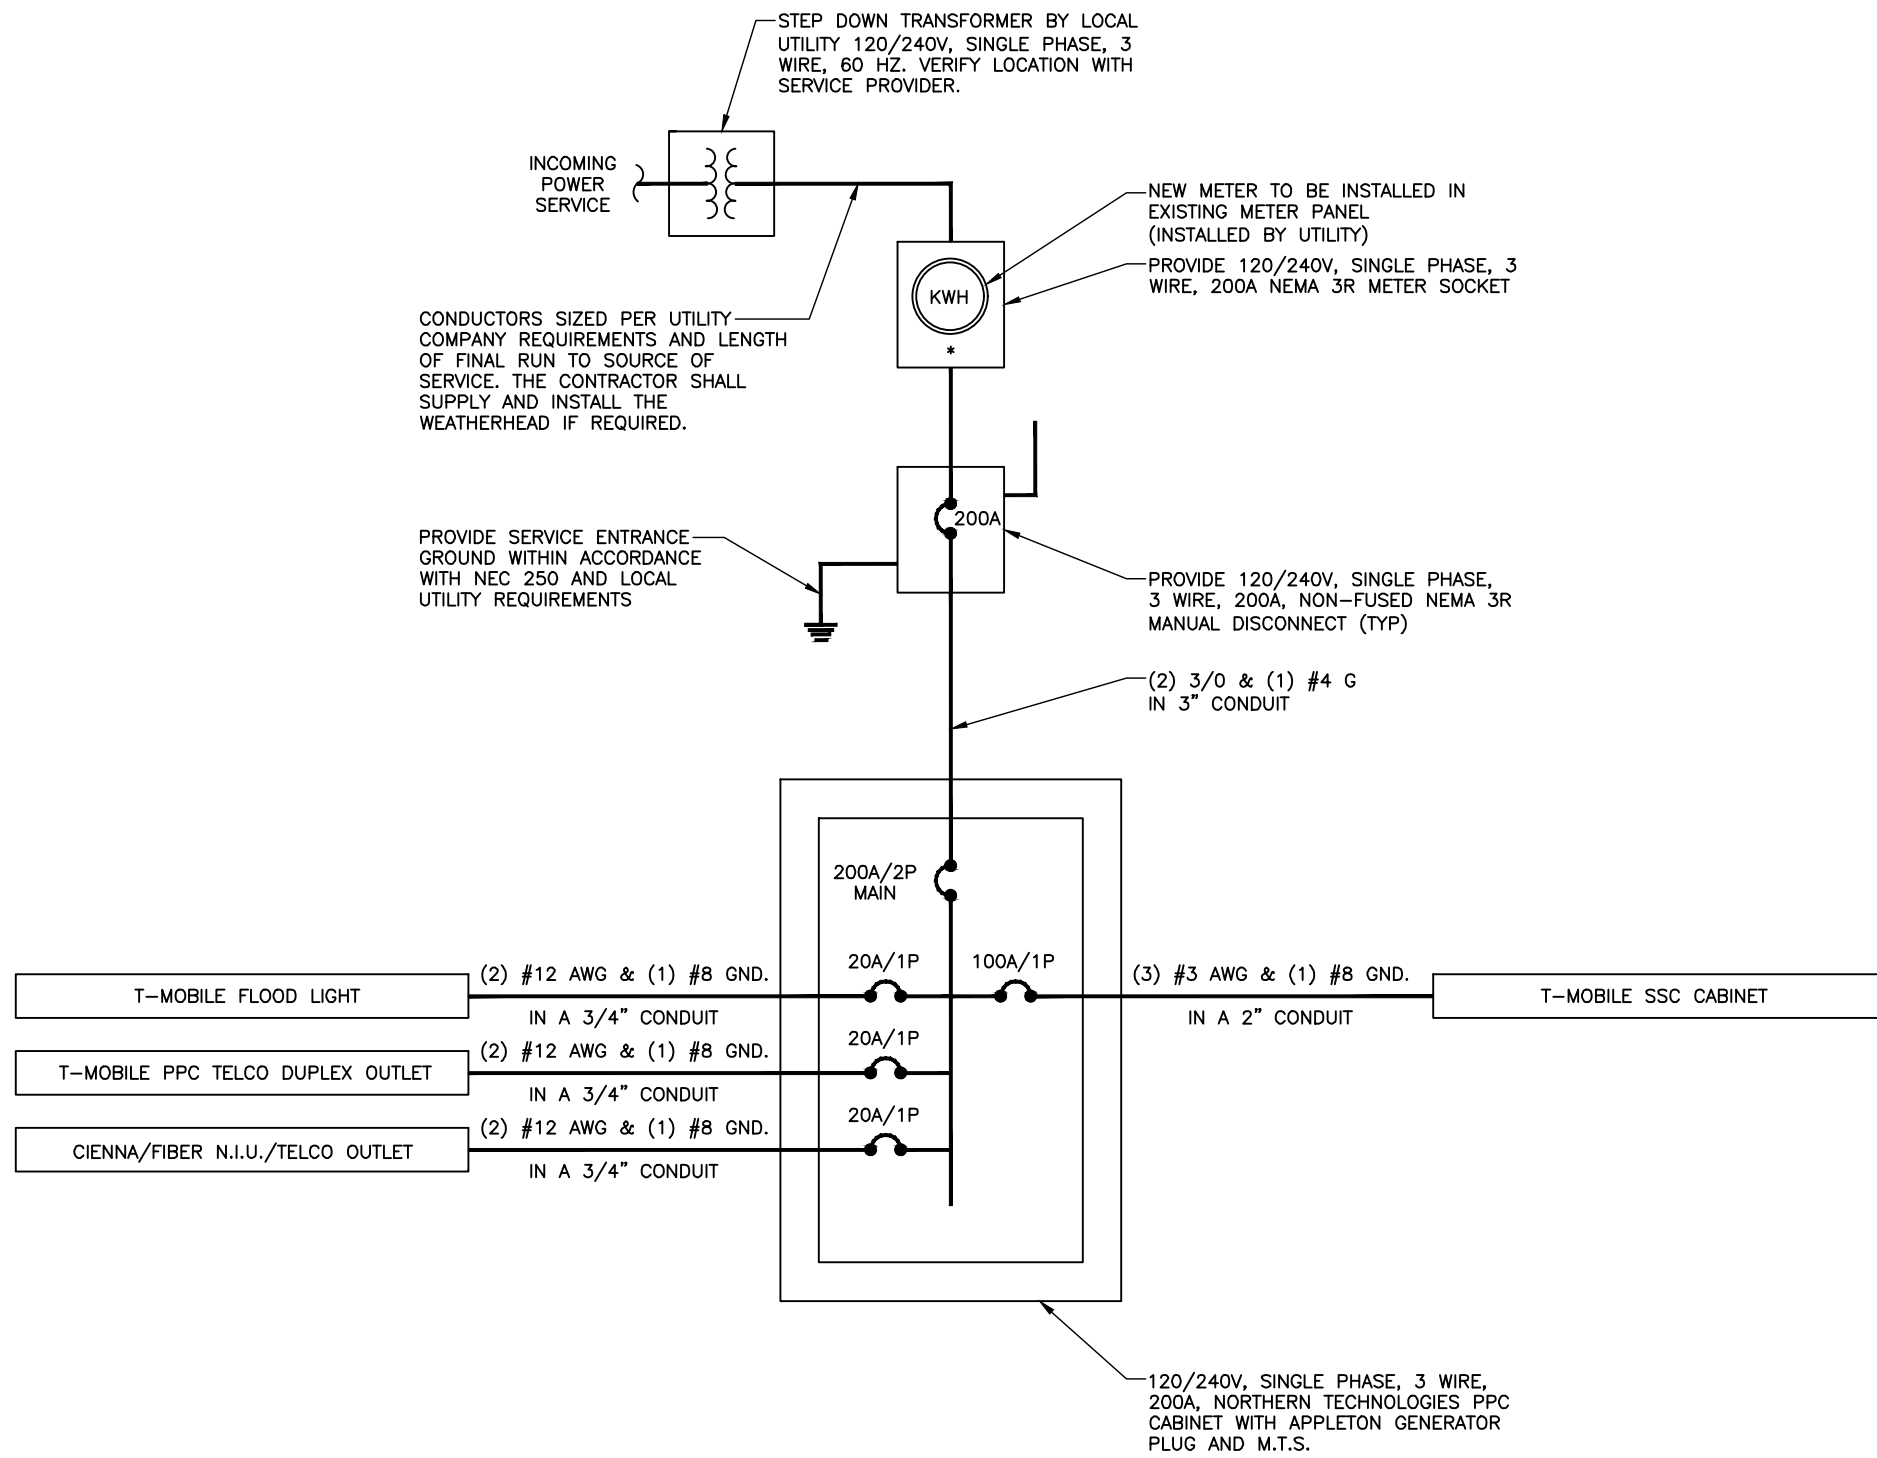 STEP DOWN TRANSFORMER BY LOCAL
UTILITY 120/240V, SINGLE PHASE, 3
WIRE, 60 HZ. VERIFY LOCATION WITH
SERVICE PROVIDER.
INCOMING
POWER
SERVICE
NEW METER TO BE INSTALLED IN
EXISTING METER PANEL
(INSTALLED BY UTILITY)
PROVIDE 120/240V, SINGLE PHASE, 3
WIRE, 200A NEMA 3R METER SOCKET
KWH
*
CONDUCTORS SIZED PER UTILITY
COMPANY REQUIREMENTS AND LENGTH
OF FINAL RUN TO SOURCE OF
SERVICE. THE CONTRACTOR SHALL
SUPPLY AND INSTALL THE
WEATHERHEAD IF REQUIRED.
200A
PROVIDE SERVICE ENTRANCE
GROUND WITHIN ACCORDANCE
WITH NEC 250 AND LOCAL
UTILITY REQUIREMENTS
PROVIDE 120/240V, SINGLE PHASE,
3 WIRE, 200A, NON-FUSED NEMA 3R
MANUAL DISCONNECT (TYP)
(2) 3/0 & (1) #4 G
IN 3" CONDUIT
200A/2P
MAIN
T-MOBILE FLOOD LIGHT
(2) #12 AWG & (1) #8 GND.
IN A 3/4" CONDUIT
20A/1P
100A/1P
(3) #3 AWG & (1) #8 GND.
IN A 2" CONDUIT
T-MOBILE SSC CABINET
T-MOBILE PPC TELCO DUPLEX OUTLET
(2) #12 AWG & (1) #8 GND.
IN A 3/4" CONDUIT
20A/1P
CIENNA/FIBER N.I.U./TELCO OUTLET
(2) #12 AWG & (1) #8 GND.
IN A 3/4" CONDUIT
20A/1P
120/240V, SINGLE PHASE, 3 WIRE,
200A, NORTHERN TECHNOLOGIES PPC
CABINET WITH APPLETON GENERATOR
PLUG AND M.T.S.